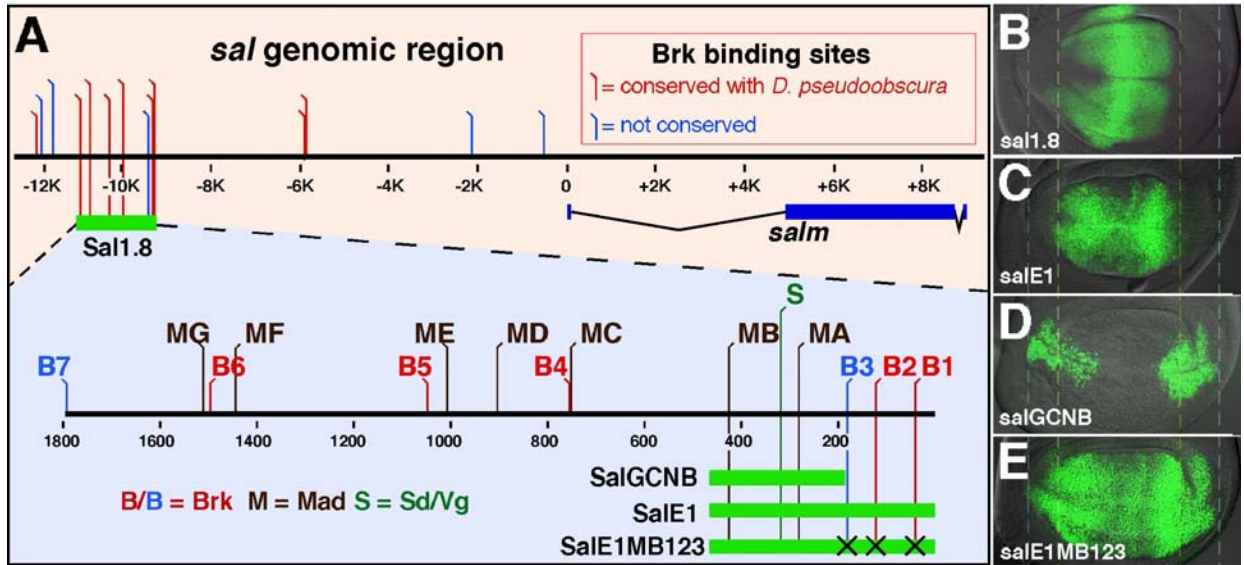 A
sal genomic region
Brk binding sites
= conserved with D. pseudoobscura
= not conserved
-12K -10K -8K -6K -4K -2K 0 +2K +4K +6K +8K
Sal1.8
salm
S
MG MF ME MD MC MB MA
B7 B6 B5 B4 B3 B2 B1
1800 1600 1400 1200 1000 800 600 400 200
B/B = Brk M = Mad S = Sd/Vg
SalGCNB
SalE1
SalE1MB123
B
sal1.8
C
salE1
D
salGCNB
E
salE1MB123